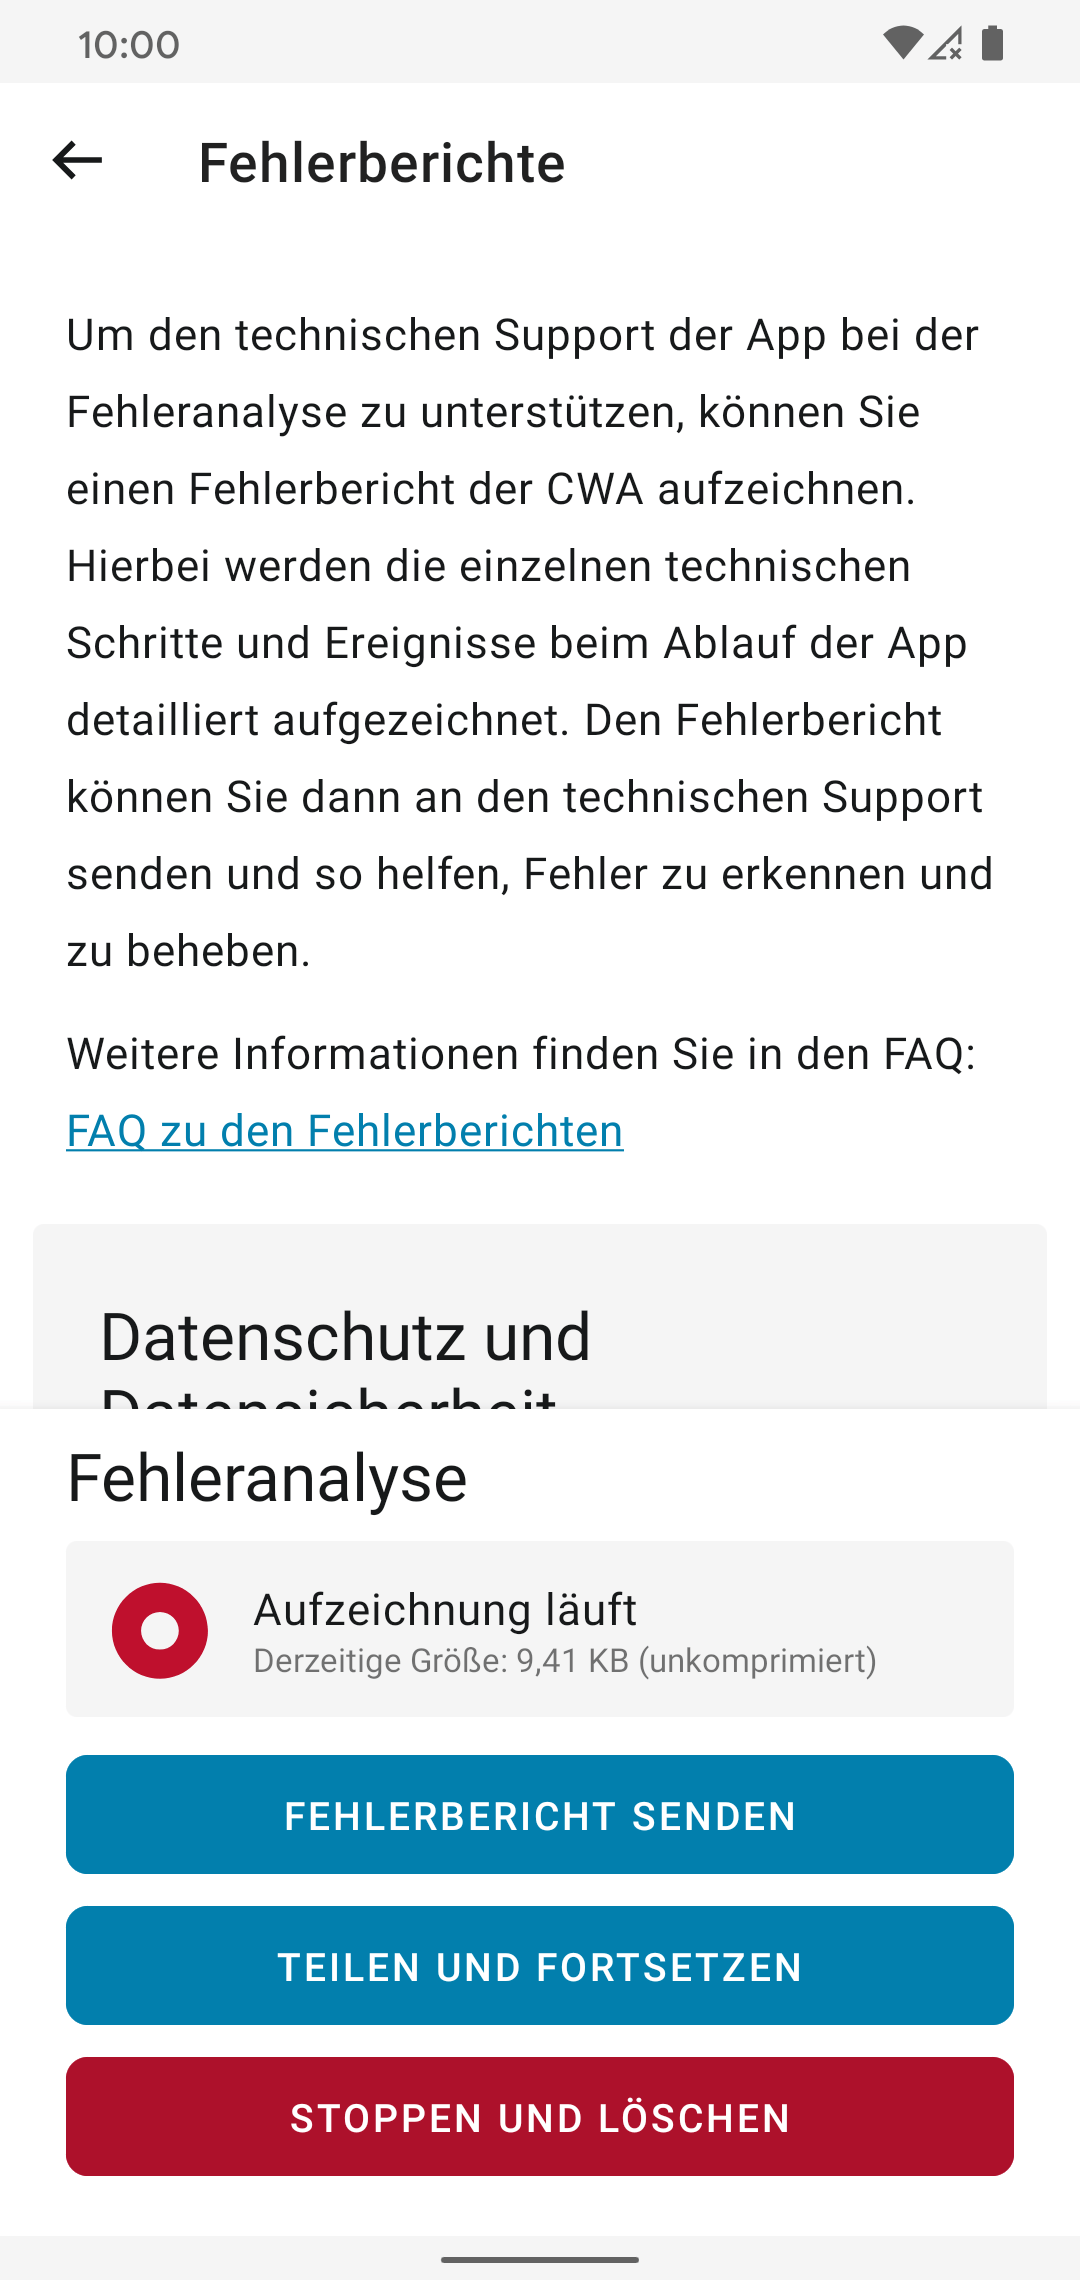 10:00
Fehlerberichte
Um den technischen Support der App bei der
Fehleranalyse zu unterstützen, können Sie
einen Fehlerbericht der CWA aufzeichnen.
Hierbei werden die einzelnen technischen
Schritte und Ereignisse beim Ablauf der App
detailliert aufgezeichnet. Den Fehlerbericht
können Sie dann an den technischen Support
senden und so helfen, Fehler zu erkennen und
zu beheben.
Weitere Informationen finden Sie in den FAQ:
FAQ zu den Fehlerberichten
Datenschutz und
Datensicherheit
Fehleranalyse
Aufzeichnung läuft
Derzeitige Größe: 9,41 KB (unkomprimiert)
FEHLERBERICHT SENDEN
TEILEN UND FORTSETZEN
STOPPEN UND LÖSCHEN